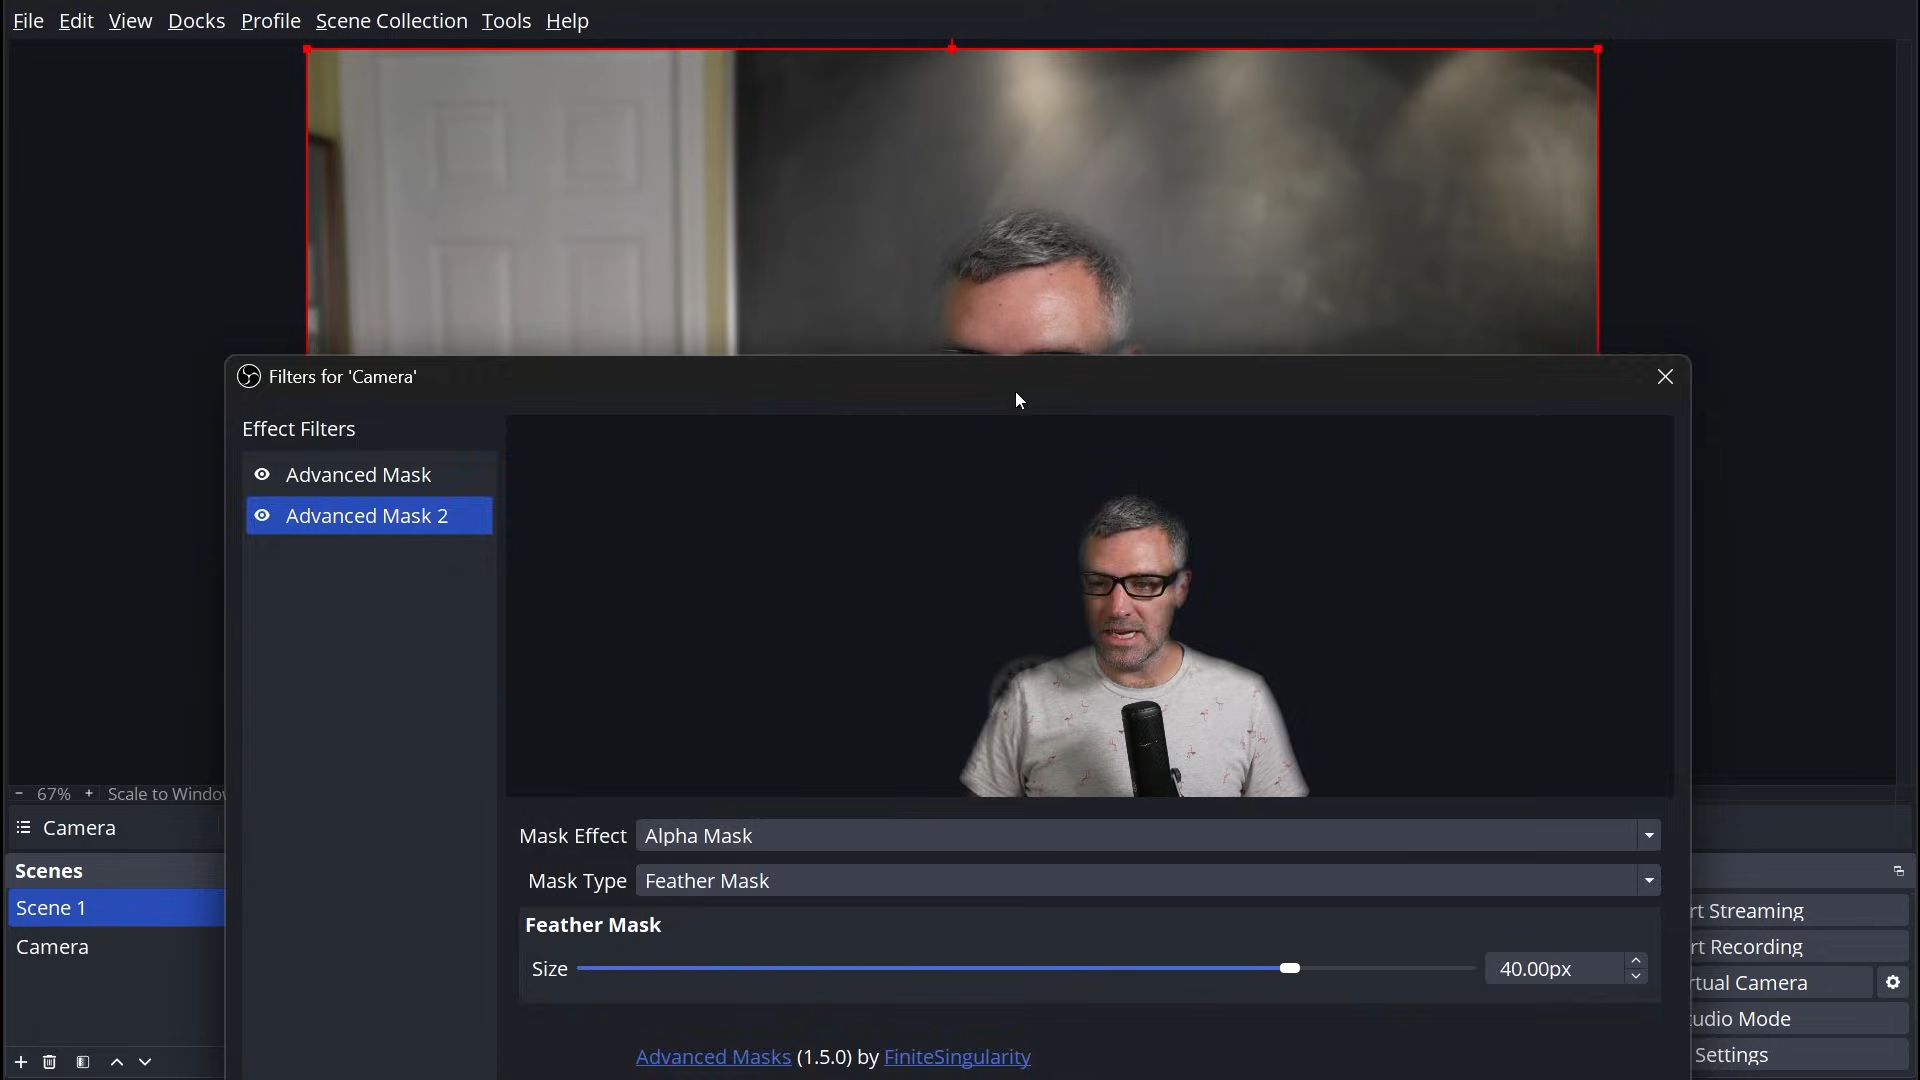 File Edit View Docks Profile Scene Collection Tools Help
Filters for 'Camera'
Effect Filters
Advanced Mask
Advanced Mask 2
- 67% + Scale to Window
Camera
Mask Effect Alpha Mask
Mask Type Feather Mask
Feather Mask
Size 40.00px
Advanced Masks (1.5.0) by FiniteSingularity
Scenes
Scene 1
Camera
rt Streaming
rt Recording
rtual Camera
udio Mode
Settings